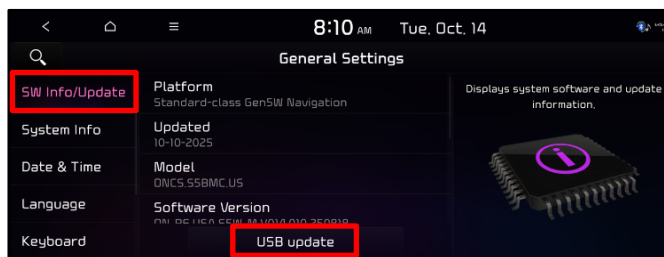 8:10 AM Tue, Oct. 14
General Settings
SW Info/Update
System Info
Date & Time
Language
Keyboard
Platform
Standard-class Gen5W Navigation
Updated
10-10-2025
Model
ONC5.S5BMC.US
Software Version
USB update
Displays system software and update
information.